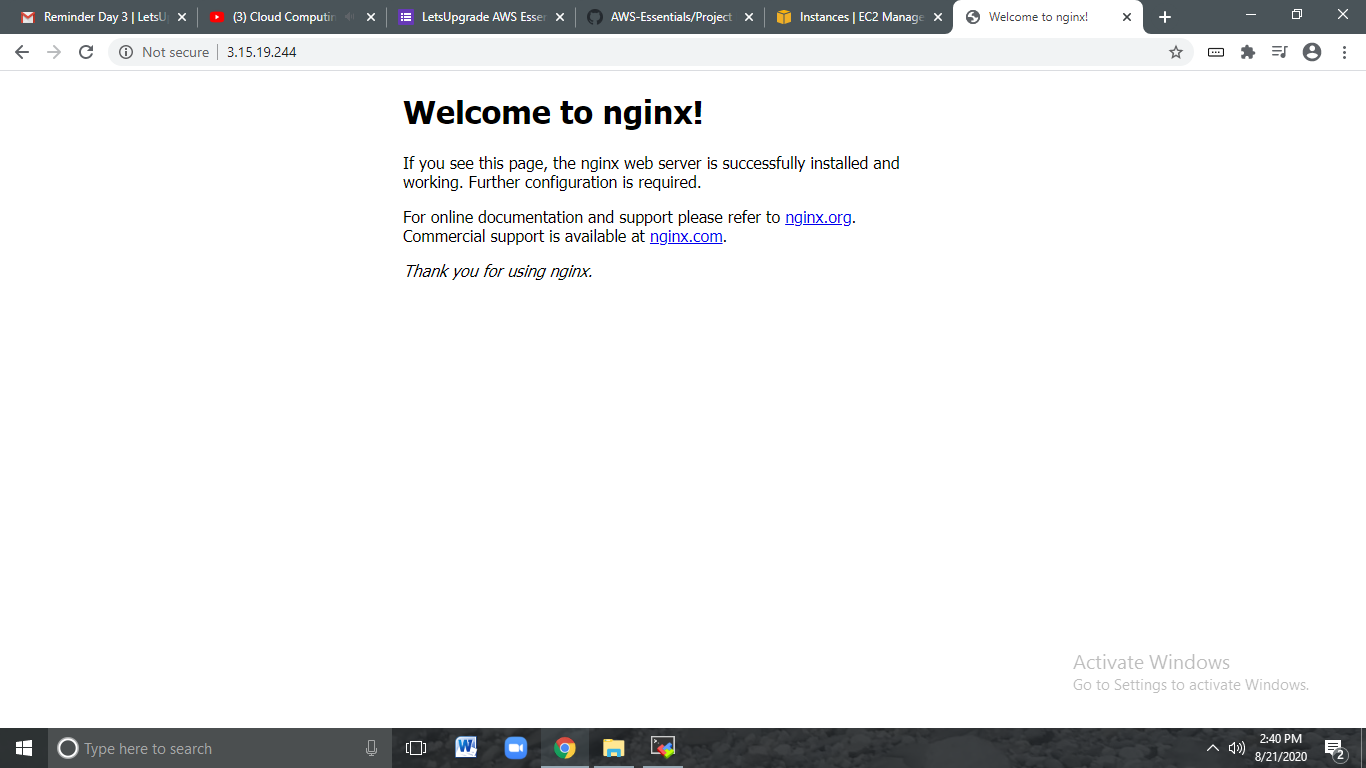 Reminder Day 3 | LetsU
(3) Cloud Computin
LetsUpgrade AWS Esser
AWS-Essentials/Project
Instances | EC2 Manage
Welcome to nginx!
Not secure
3.15.19.244
Welcome to nginx!
If you see this page, the nginx web server is successfully installed and
working. Further configuration is required.
For online documentation and support please refer to nginx.org.
Commercial support is available at nginx.com.
Thank you for using nginx.
Activate Windows
Go to Settings to activate Windows.
Type here to search
2:40 PM
8/21/2020
2